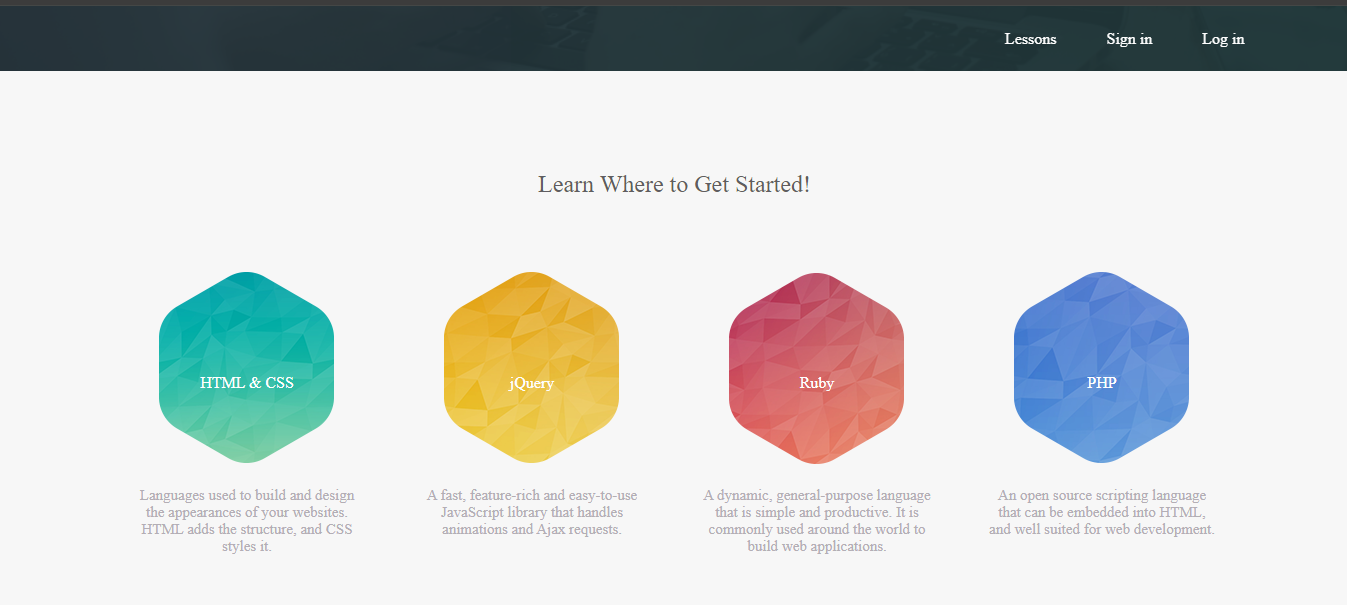 Lessons Sign in Log in
Learn Where to Get Started!
HTML & CSS
jQuery
Ruby
PHP
Languages used to build and design
the appearances of your websites.
HTML adds the structure, and CSS
styles it.
A fast, feature-rich and easy-to-use
JavaScript library that handles
animations and Ajax requests.
A dynamic, general-purpose language
that is simple and productive. It is
commonly used around the world to
build web applications.
An open source scripting language
that can be embedded into HTML,
and well suited for web development.